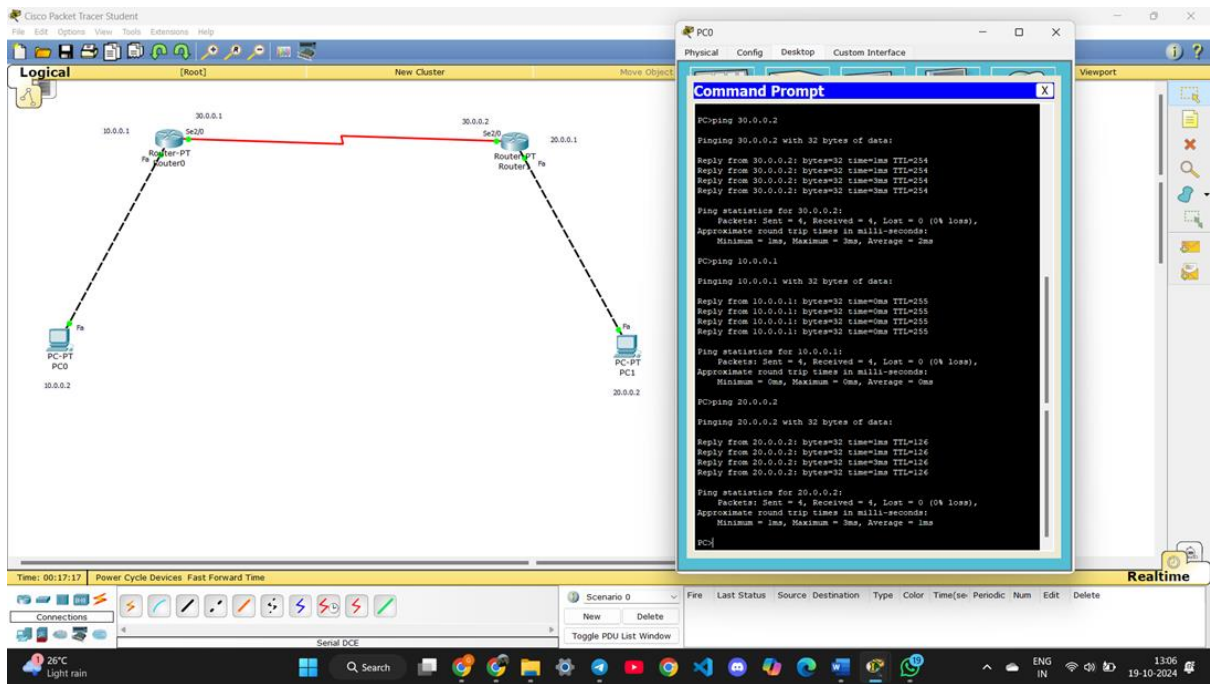 Cisco Packet Tracer Student
File Edit Options View Tools Extensions Help
Logical
[Root]
New Cluster
Move Object
Viewport
10.0.0.1
30.0.0.1
Se2/0
Router-PT
Router0
Fa
30.0.0.2
Se2/0
20.0.0.1
Fa
Fa
PC-PT
PC0
10.0.0.2
Fa
PC-PT
PC1
20.0.0.2
PC0
Physical Config Desktop Custom Interface
Command Prompt
X
PC>ping 30.0.0.2
Pinging 30.0.0.2 with 32 bytes of data:
Reply from 30.0.0.2: bytes=32 time=1ms TTL=254
Reply from 30.0.0.2: bytes=32 time=1ms TTL=254
Reply from 30.0.0.2: bytes=32 time=3ms TTL=254
Reply from 30.0.0.2: bytes=32 time=3ms TTL=254
Ping statistics for 30.0.0.2:
Packets: Sent = 4, Received = 4, Lost = 0 (0% loss),
Approximate round trip times in milli-seconds:
Minimum = 1ms, Maximum = 3ms, Average = 2ms
PC>ping 10.0.0.1
Pinging 10.0.0.1 with 32 bytes of data:
Reply from 10.0.0.1: bytes=32 time=0ms TTL=255
Reply from 10.0.0.1: bytes=32 time=0ms TTL=255
Reply from 10.0.0.1: bytes=32 time=0ms TTL=255
Reply from 10.0.0.1: bytes=32 time=0ms TTL=255
Ping statistics for 10.0.0.1:
Packets: Sent = 4, Received = 4, Lost = 0 (0% loss),
Approximate round trip times in milli-seconds:
Minimum = 0ms, Maximum = 0ms, Average = 0ms
PC>ping 20.0.0.2
Pinging 20.0.0.2 with 32 bytes of data:
Reply from 20.0.0.2: bytes=32 time=1ms TTL=126
Reply from 20.0.0.2: bytes=32 time=1ms TTL=126
Reply from 20.0.0.2: bytes=32 time=3ms TTL=126
Reply from 20.0.0.2: bytes=32 time=1ms TTL=126
Ping statistics for 20.0.0.2:
Packets: Sent = 4, Received = 4, Lost = 0 (0% loss),
Approximate round trip times in milli-seconds:
Minimum = 1ms, Maximum = 3ms, Average = 1ms
PC>
Time: 00:17:17 Power Cycle Devices Fast Forward Time
Realtime
Connections
Serial DCE
Scenario 0
New Delete
Toggle PDU List Window
Fire Last Status Source Destination Type Color Time(se Periodic Num Edit Delete
1
26°C
Light rain
Search
19
ENG
IN
13:06
19-10-2024